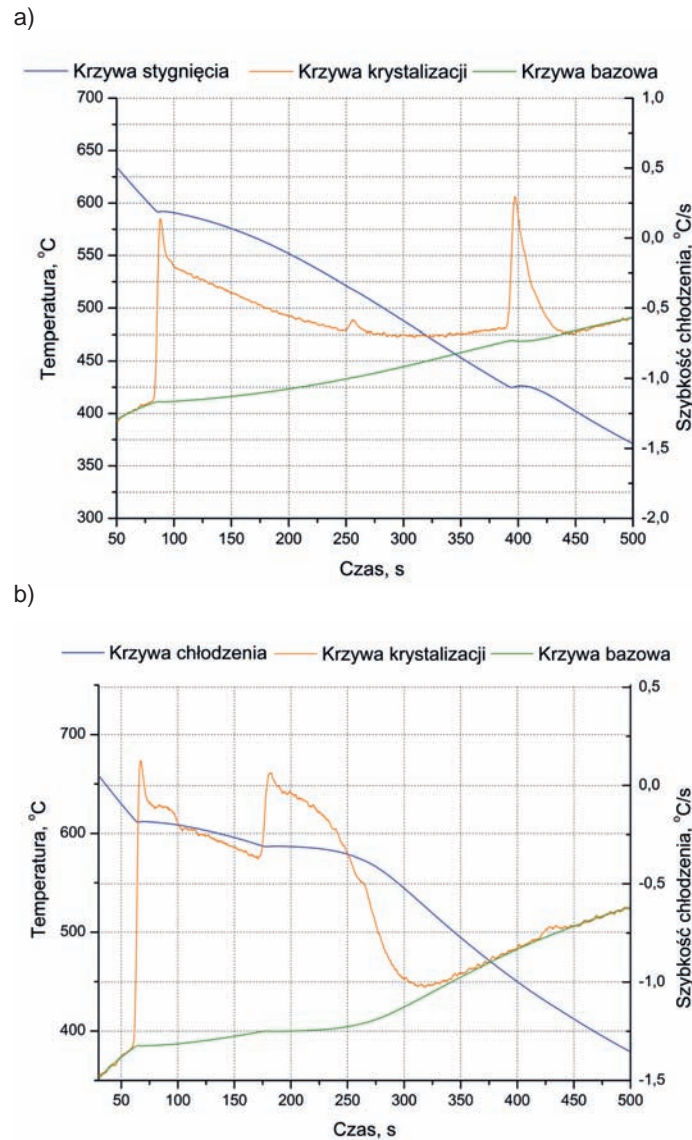 a)
Krzywa stygnięcia Krzywa krystalizacji Krzywa bazowa
700
650
600
550
500
450
400
350
300
Temperatura, °C
1,0
0,5
0,0
-0,5
-1,0
-1,5
-2,0
Szybkość chłodzenia, °C/s
50 100 150 200 250 300 350 400 450 500
Czas, s
b)
Krzywa chłodzenia Krzywa krystalizacji Krzywa bazowa
700
600
500
400
Temperatura, °C
0,5
0,0
-0,5
-1,0
-1,5
Szybkość chłodzenia, °C/s
50 100 150 200 250 300 350 400 450 500
Czas, s